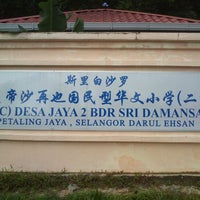 斯里白沙罗
帝沙再也国民型华文小学(二
C) DESA JAYA 2 BDR SRI DAMANSA
PETALING JAYA, SELANGOR DARUL EHSAN